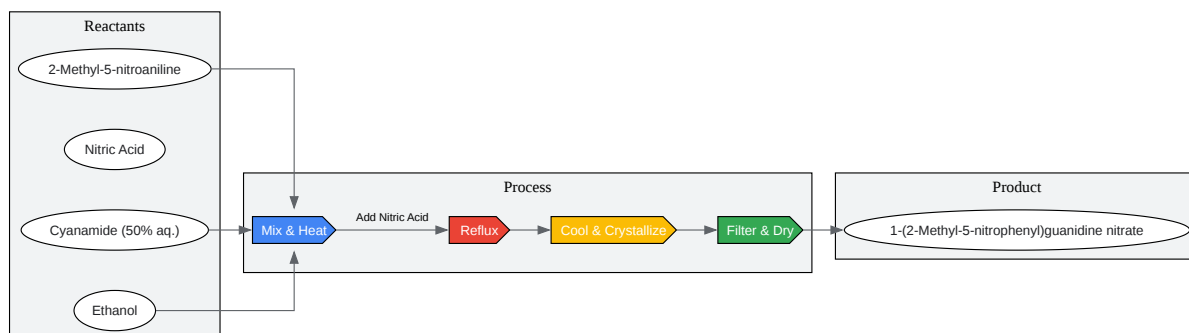 Reactants
2-Methyl-5-nitroaniline
Nitric Acid
Cyanamide (50% aq.)
Ethanol
Process
Mix & Heat
Add Nitric Acid
Reflux
Cool & Crystallize
Filter & Dry
Product
1-(2-Methyl-5-nitrophenyl)guanidine nitrate